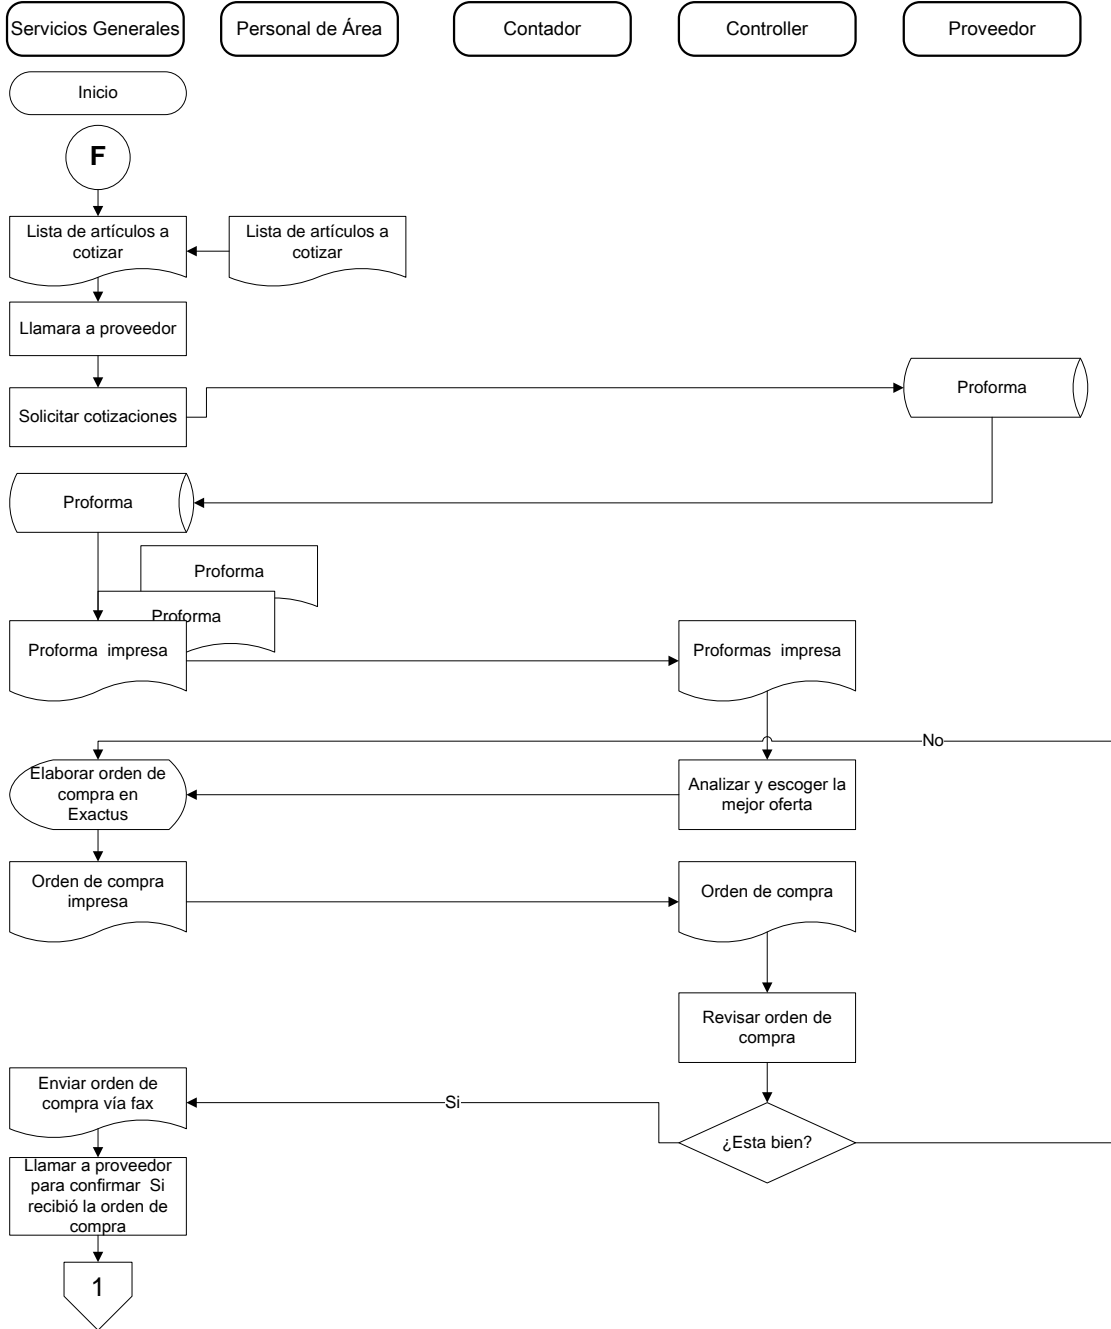 Servicios Generales
Personal de Área
Contador
Controller
Proveedor
Inicio
F
Lista de artículos a
cotizar
Lista de artículos a
cotizar
Llamara a proveedor
Solicitar cotizaciones
Proforma
Proforma
Proforma
Proforma
Proforma  impresa
Proformas  impresa
No
Elaborar orden de
compra en
Exactus
Analizar y escoger la
mejor oferta
Orden de compra
impresa
Orden de compra
Revisar orden de
compra
Enviar orden de
compra vía fax
Si
¿Esta bien?
Llamar a proveedor
para confirmar  Si
recibió la orden de
compra
1